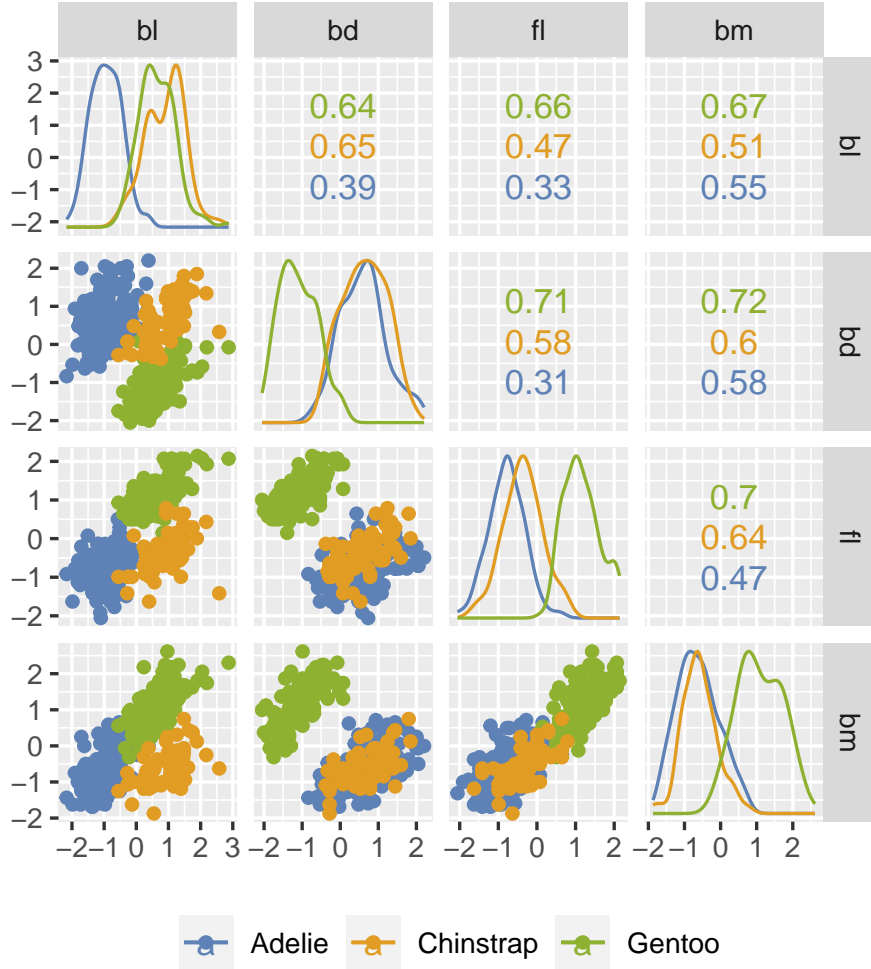 bl bd fl bm
3
2 0.64 0.66 0.67
1
0 0.65 0.47 0.51 bl
−1 0.39 0.33 0.55
−2
2
1 0.71 0.72
0 0.58 0.6 bd
−1 0.31 0.58
−2
2
1 0.7
0 0.64 fl
−1 0.47
−2
2
1
0 bm
−1
−2
−2 −1 0 1 2 3 −2 0 2 −2 −1 0 1 2 −2 −1 0 1 2
a Adelie a Chinstrap a Gentoo